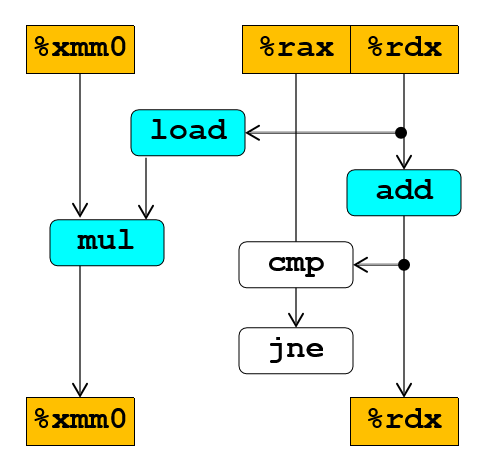 %xmm0 %rax %rdx
load
add
mul
cmp
jne
%xmm0 %rdx